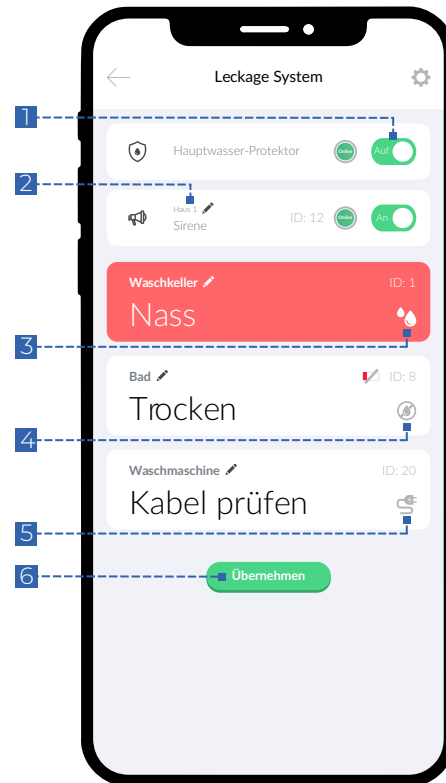 Leckage System
1
Hauptwasser-Protektor Online Auf
2
Haus 1
Sirene ID: 12 Online An
Waschkeller ID: 1
Nass
3
Bad ID: 8
Trocken
4
Waschmaschine ID: 20
Kabel prüfen
5
6 Übernehmen